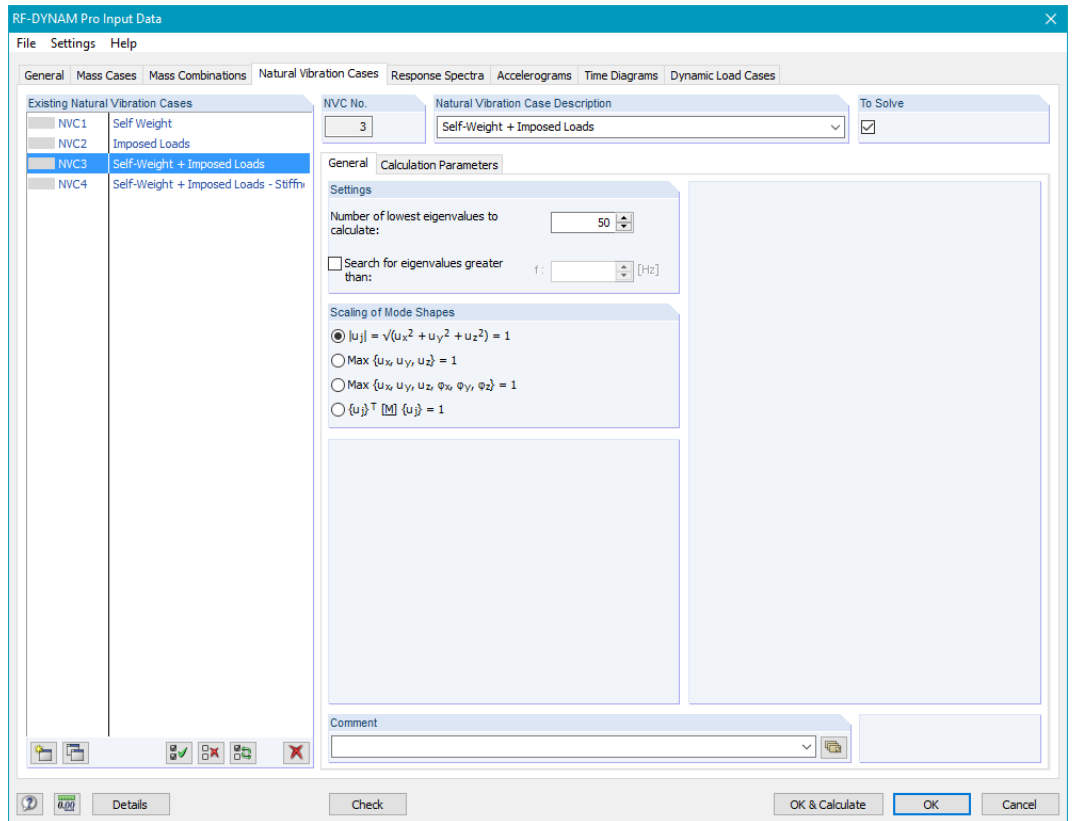 RF-DYNAM Pro Input Data
File Settings Help
General Mass Cases Mass Combinations Natural Vibration Cases Response Spectra Accelerograms Time Diagrams Dynamic Load Cases
Existing Natural Vibration Cases
NVC1 Self Weight
NVC2 Imposed Loads
NVC3 Self-Weight + Imposed Loads
NVC4 Self-Weight + Imposed Loads - Stiffn
NVC No.
3
Natural Vibration Case Description
Self-Weight + Imposed Loads
To Solve
General Calculation Parameters
Settings
Number of lowest eigenvalues to
calculate:
50
Search for eigenvalues greater
than:
f : [Hz]
Scaling of Mode Shapes
|uj| = √(ux² + uy² + uz²) = 1
Max {ux, uy, uz} = 1
Max {ux, uy, uz, φx, φy, φz} = 1
{uj}ᵀ [M] {uj} = 1
Comment
0.00 Details Check OK & Calculate OK Cancel